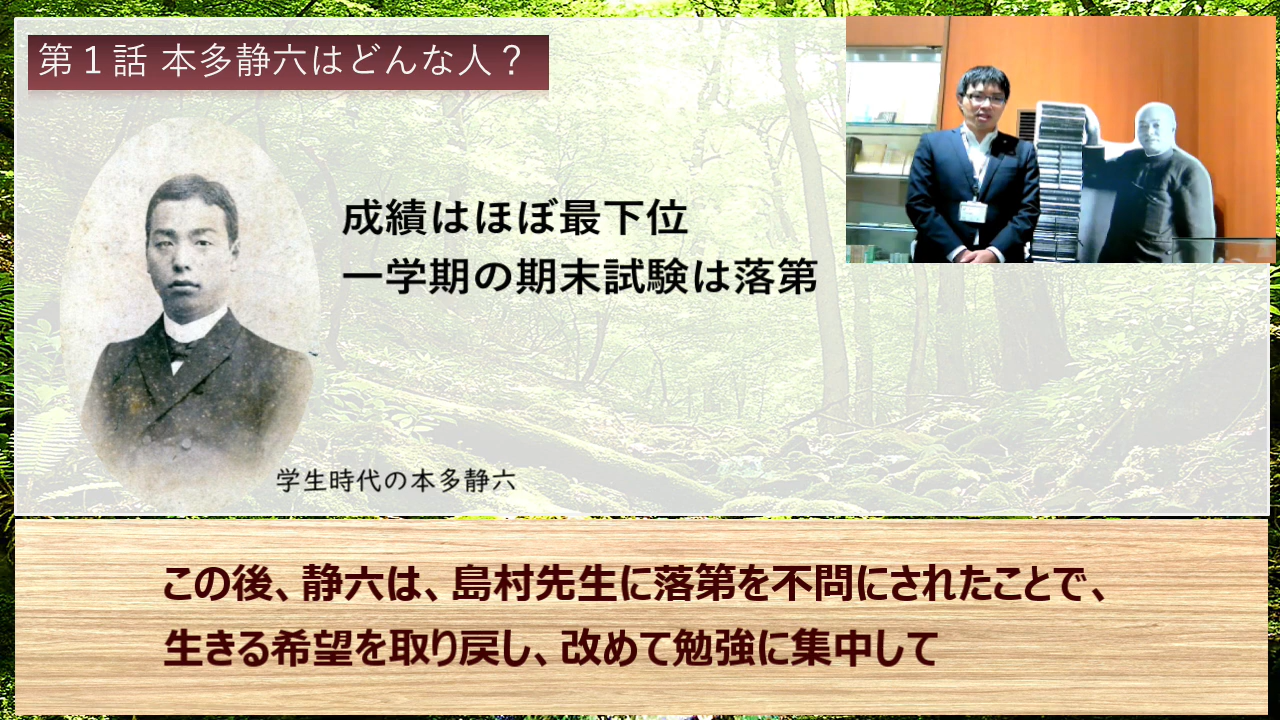 第１話 本多静六はどんな人？
成績はほぼ最下位
一学期の期末試験は落第
学生時代の本多静六
この後、静六は、島村先生に落第を不問にされたことで、
生きる希望を取り戻し、改めて勉強に集中して